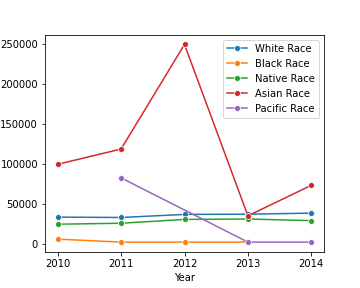 White Race
Black Race
Native Race
Asian Race
Pacific Race
250000
200000
150000
100000
50000
0
2010 2011 2012 2013 2014
Year